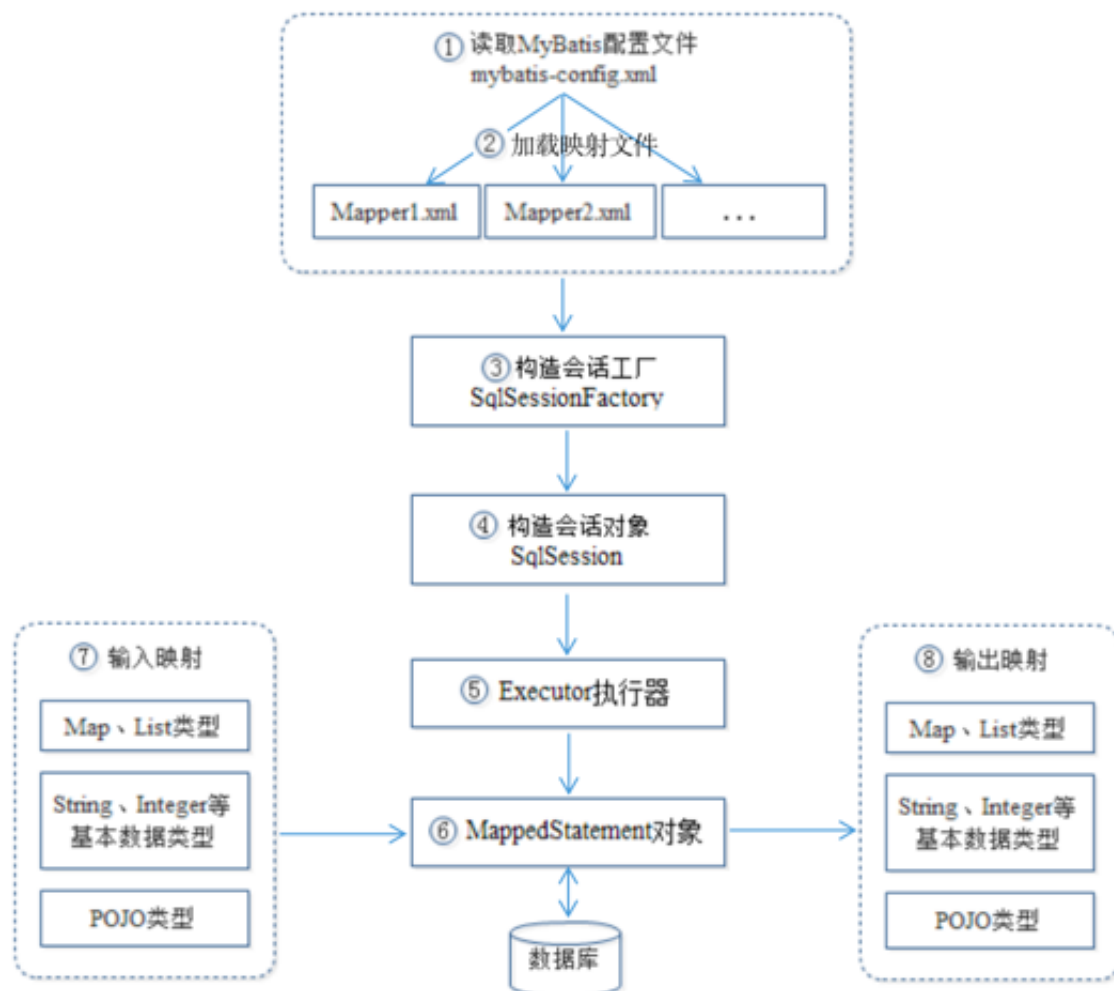 ① 读取MyBatis配置文件
mybatis-config.xml
② 加载映射文件
Mapper1.xml
Mapper2.xml
...
③ 构造会话工厂
SqlSessionFactory
④ 构造会话对象
SqlSession
⑦ 输入映射
Map、List类型
String、Integer等
基本数据类型
POJO类型
⑤ Executor执行器
⑥ MappedStatement对象
数据库
⑧ 输出映射
Map、List类型
String、Integer等
基本数据类型
POJO类型